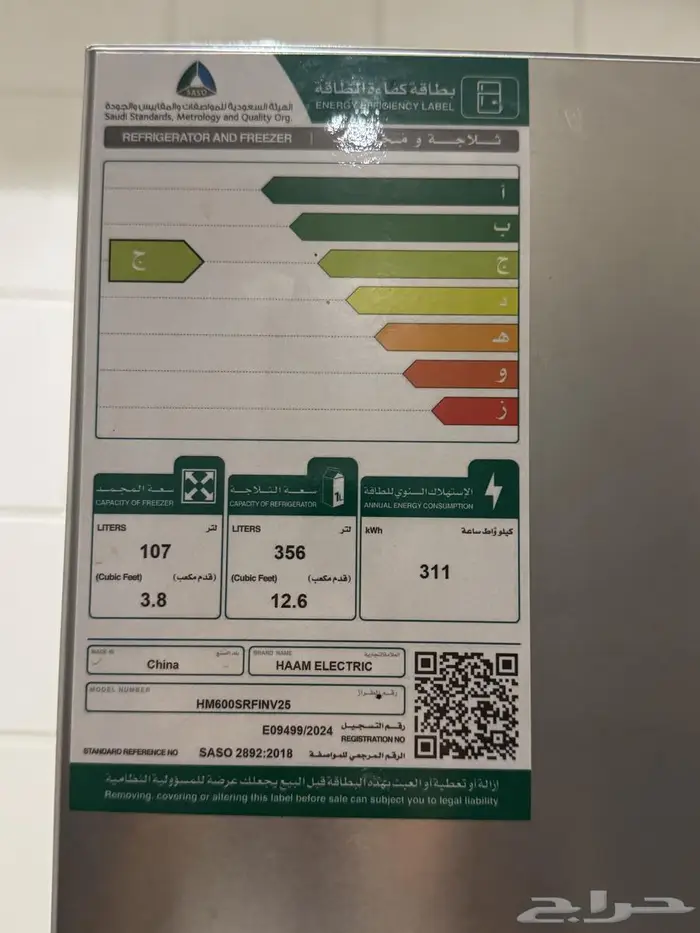 SASO
الهيئة السعودية للمواصفات والمقاييس والجودة
Saudi Standards, Metrology and Quality Org.
بطاقة كفاءة الطاقة
ENERGY EFFICIENCY LABEL
REFRIGERATOR AND FREEZER | ثلاجة و
أ
ب
ج
ج
د
هـ
و
ز
سعة المجمد
CAPACITY OF FREEZER
LITERS لتر
107
(Cubic Feet) (قدم مكعب)
3.8
سعة الثلاجة
CAPACITY OF REFRIGERATOR
1L
LITERS لتر
356
(Cubic Feet) (قدم مكعب)
12.6
الإستهلاك السنوي للطاقة
ANNUAL ENERGY CONSUMPTION
kWh كيلو واط ساعة
311
MADE IN بلد الصنع
China
BRAND NAME العلامة التجارية
HAAM ELECTRIC
MODEL NUMBER رقم الطراز
HM600SRFINV25
E09499/2024 رقم التسجيل
REGISTRATION NO
STANDARD REFERENCE NO SASO 2892:2018 الرقم المرجعي للمواصفة
إزالة أو تغطية أو العبث بهذه البطاقة قبل البيع يجعلك عرضة للمسؤولية النظامية
Removing, covering or altering this label before sale can subject you to legal liability
حراج